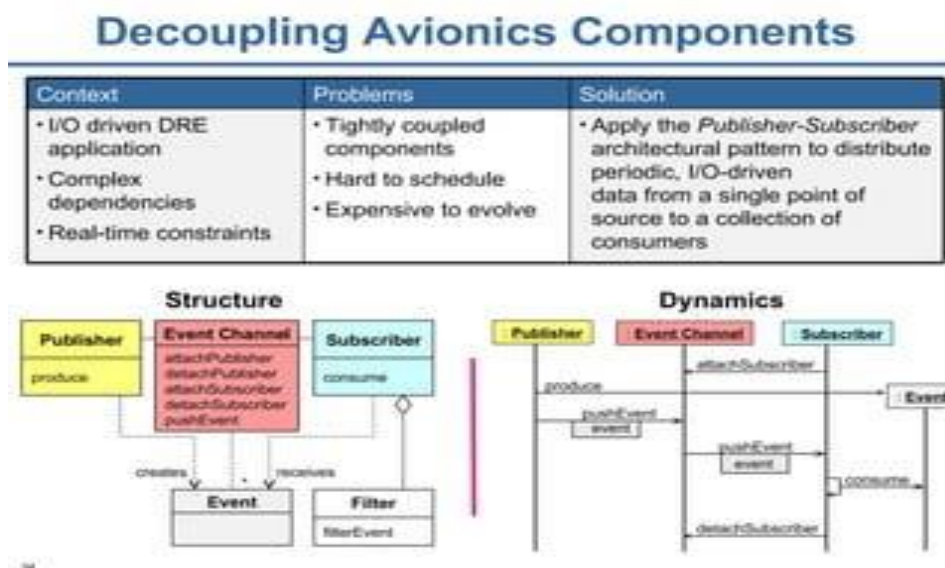 Decoupling Avionics Components
Context
• I/O driven DRE
application
• Complex
dependencies
• Real-time constraints
Problems
• Tightly coupled
components
• Hard to schedule
• Expensive to evolve
Solution
• Apply the Publisher-Subscriber
architectural pattern to distribute
periodic, I/O-driven
data from a single point of
source to a collection of
consumers
Structure
Publisher
produce
Event Channel
attachPublisher
detachPublisher
attachSubscriber
detachSubscriber
pushEvent
Subscriber
consume
creates
*
receives
Event
Filter
filterEvent
Dynamics
: Publisher
: Event Channel
: Subscriber
attachSubscriber
produce
: Event
pushEvent
event
pushEvent
event
consume
detachSubscriber